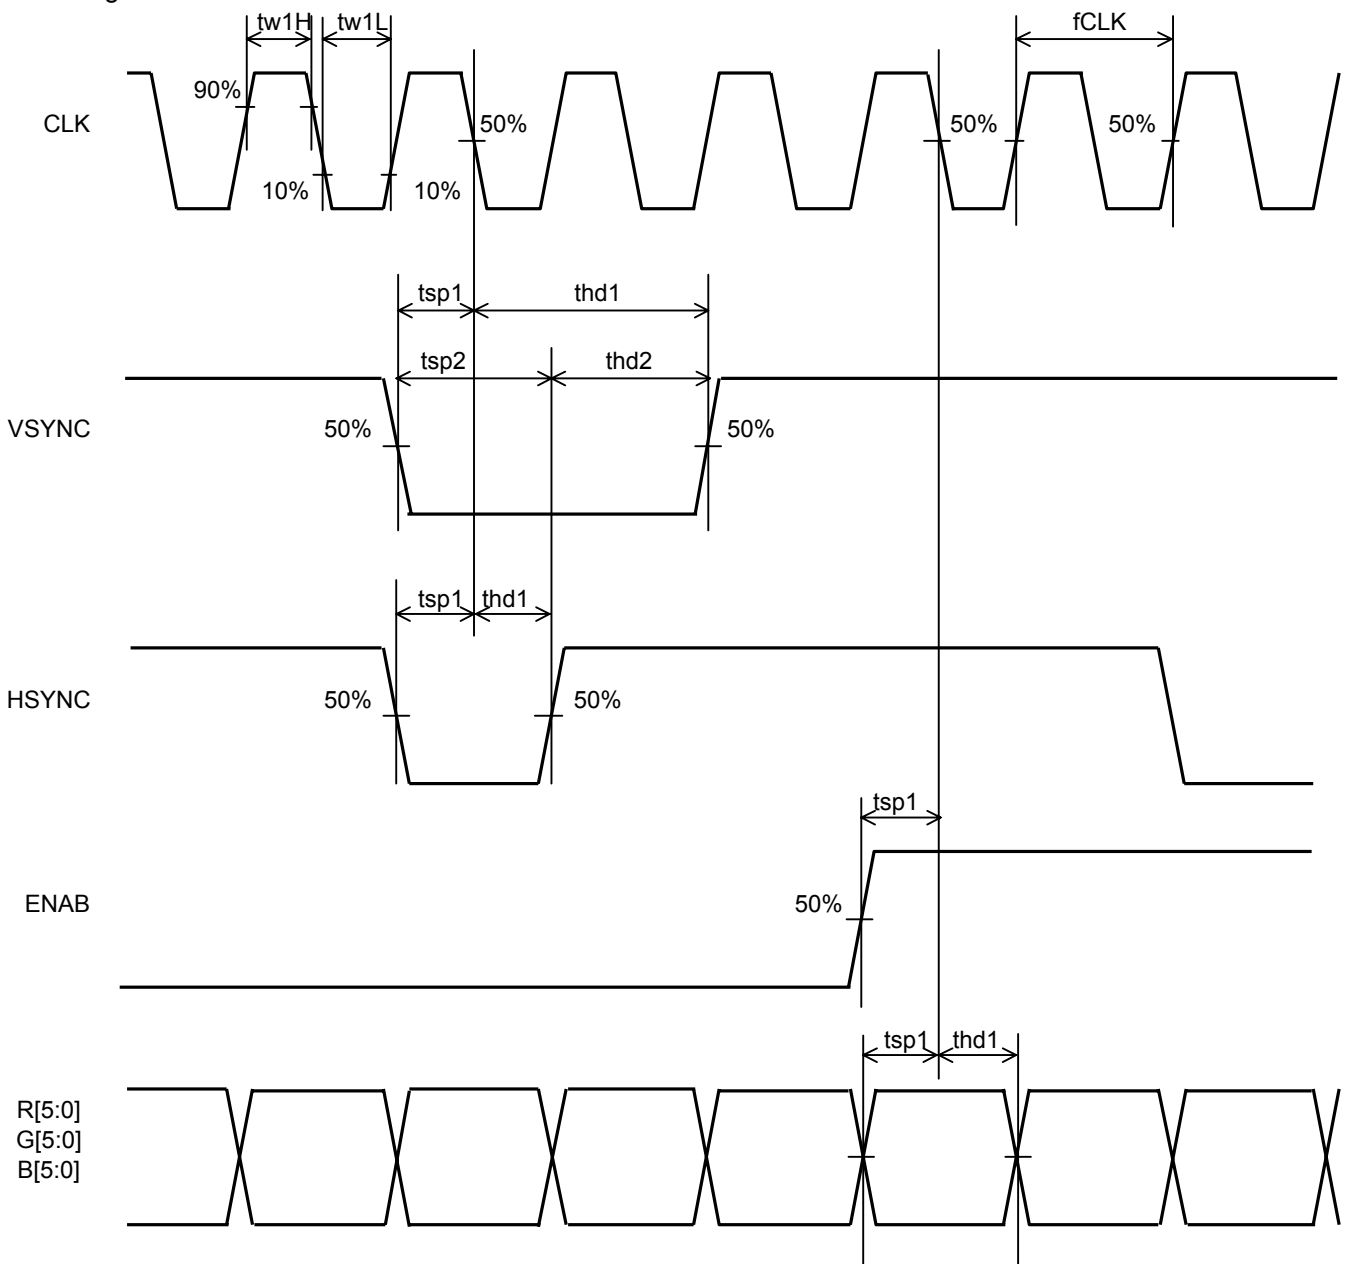 tw1H tw1L fCLK
90%
CLK 50% 50% 50%
10% 10%
tsp1 thd1
tsp2 thd2
VSYNC 50% 50%
tsp1 thd1
HSYNC 50% 50%
tsp1
ENAB 50%
tsp1 thd1
R[5:0]
G[5:0]
B[5:0]